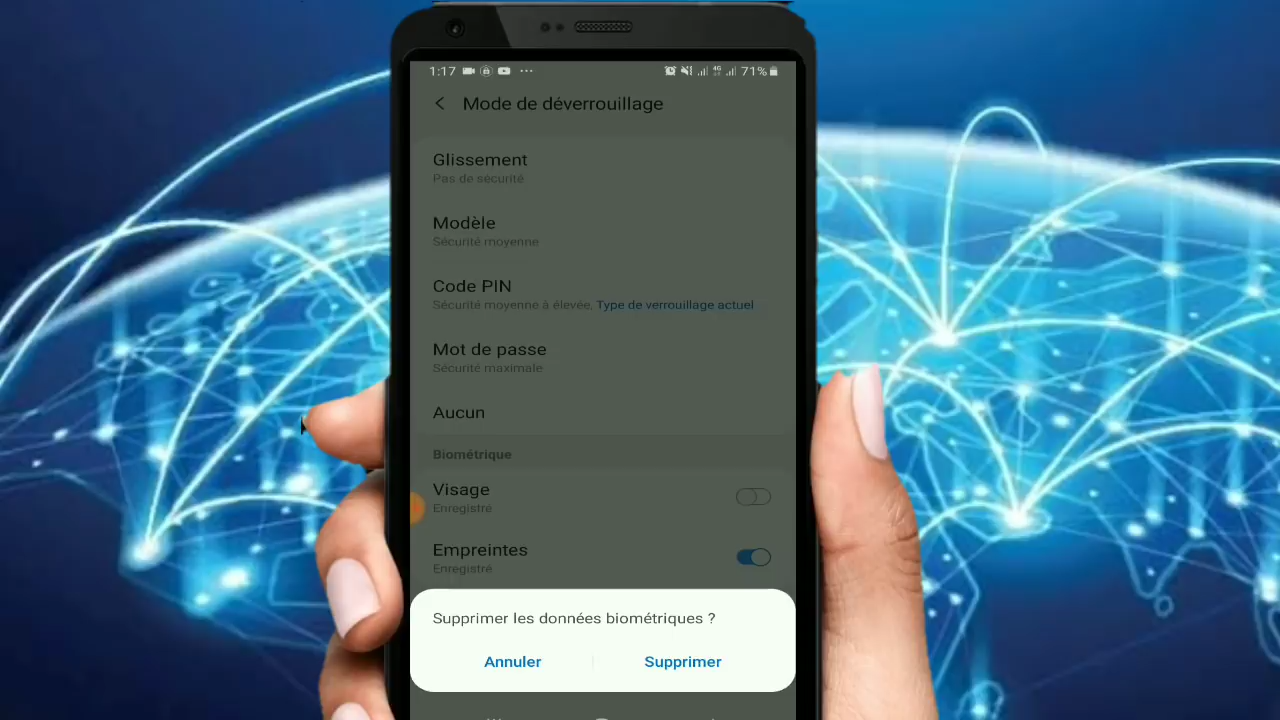 1:17 4G 71%
Mode de déverrouillage
Glissement
Pas de sécurité
Modèle
Sécurité moyenne
Code PIN
Sécurité moyenne à élevée, Type de verrouillage actuel
Mot de passe
Sécurité maximale
Aucun
Biométrique
Visage
Enregistré
Empreintes
Enregistré
Supprimer les données biométriques ?
Annuler Supprimer